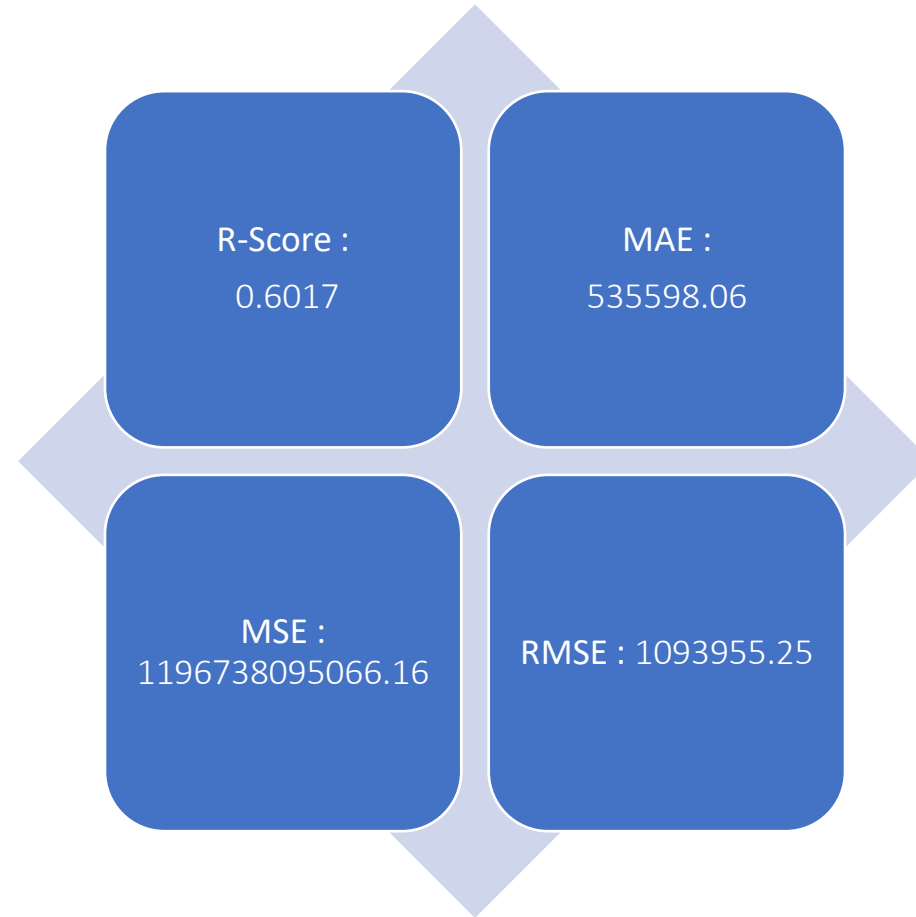 R-Score :
0.6017
MAE :
535598.06
MSE :
1196738095066.16
RMSE : 1093955.25